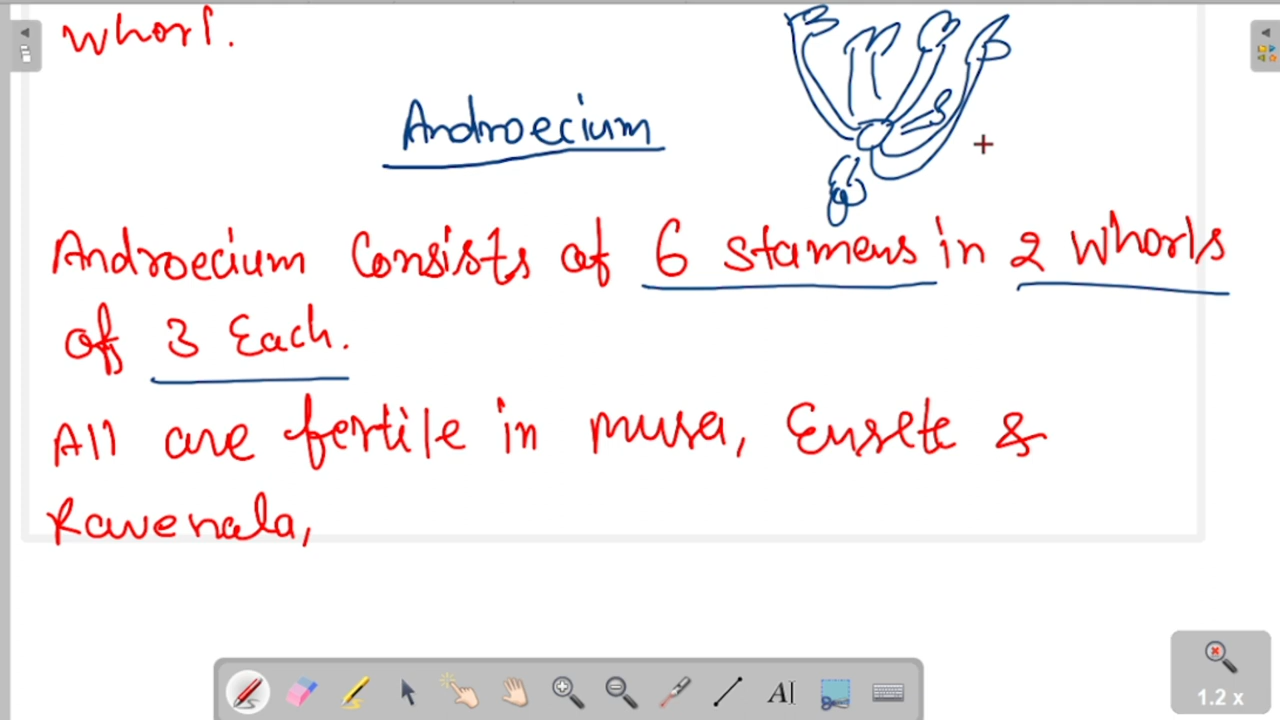 Whorl.
Androecium
Androecium Consists of 6 stamens in 2 Whorls
of 3 Each.
All are fertile in musa, Ensete &
Ravenala,
AI
1.2 x